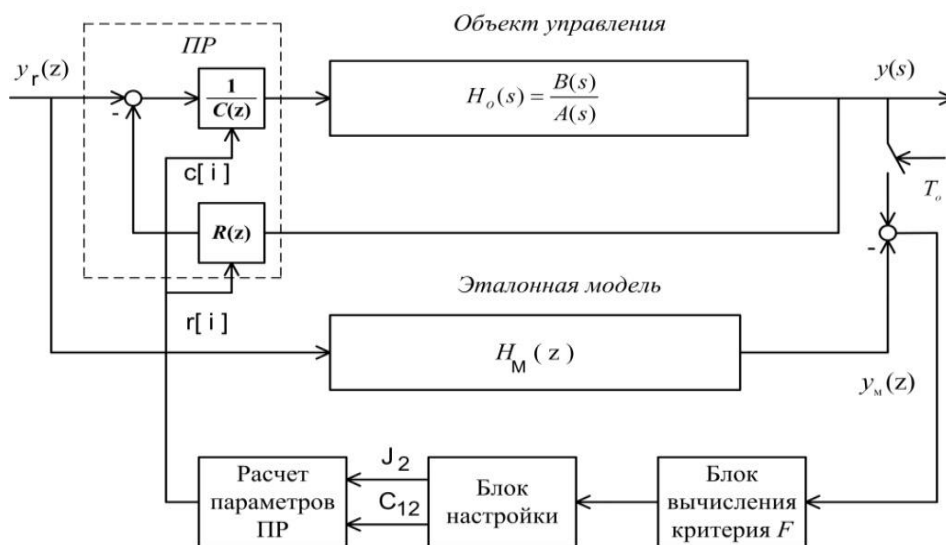 Объект управления
ПР
y_r(z)
1
C(z)
H_o(s) = B(s)
A(s)
y(s)
-
c[ i ]
T_o
R(z)
-
Эталонная модель
r[ i ]
H_M ( z )
y_м(z)
J_2
C_12
Расчет
параметров
ПР
Блок
настройки
Блок
вычисления
критерия F